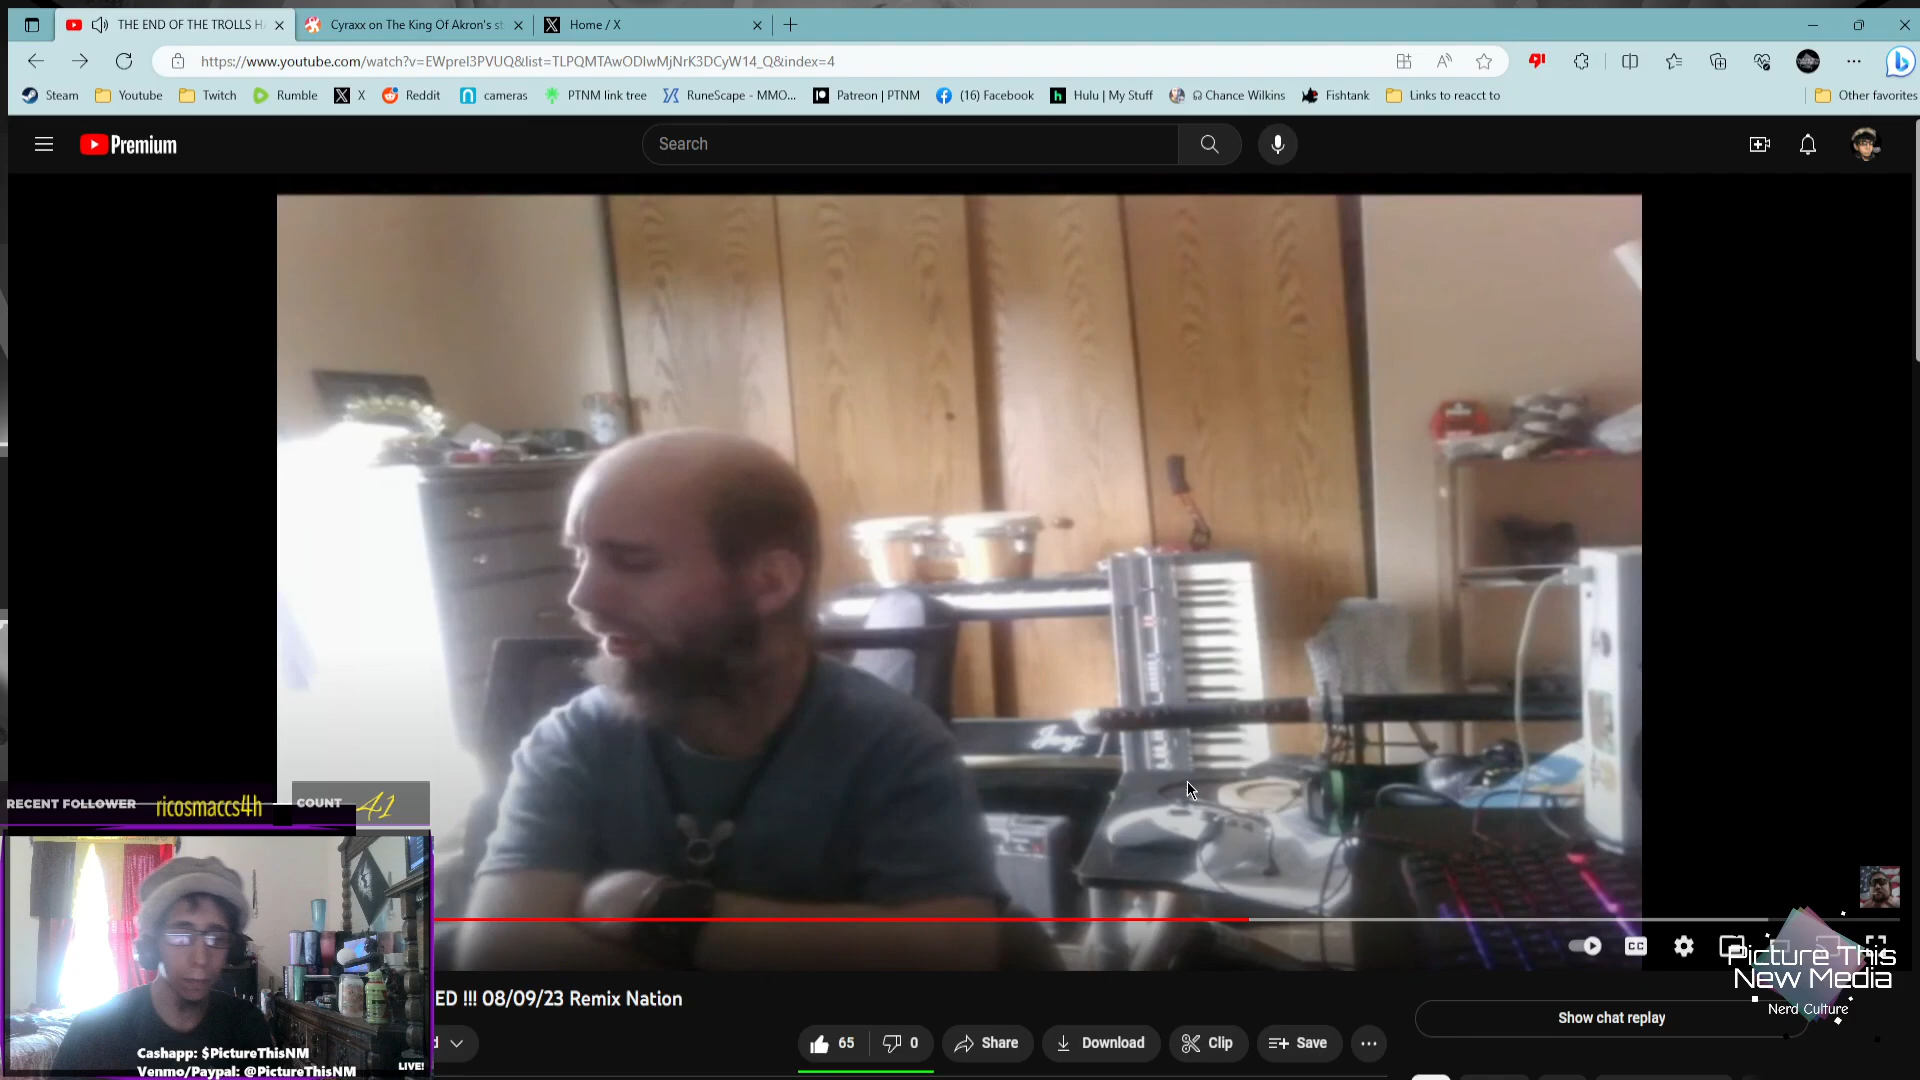 THE END OF THE TROLLS H
Cyraxx on The King Of Akron's st
Home / X
https://www.youtube.com/watch?v=EWpreI3PVUQ&list=TLPQMTAwODIwMjNrK3DCyW14_Q&index=4
Steam
Youtube
Twitch
Rumble
X
Reddit
cameras
PTNM link tree
RuneScape - MMO...
Patreon | PTNM
(16) Facebook
Hulu | My Stuff
Chance Wilkins
Fishtank
Links to reacct to
Other favorites
Premium
Search
RECENT FOLLOWER ricosmaccs4h
COUNT 41
CC
Picture This
New Media
Nerd Culture
ED !!! 08/09/23 Remix Nation
Show chat replay
d
65
0
Share
Download
Clip
Save
Cashapp: $PictureThisNM
Venmo/Paypal: @PictureThisNM
LIVE!